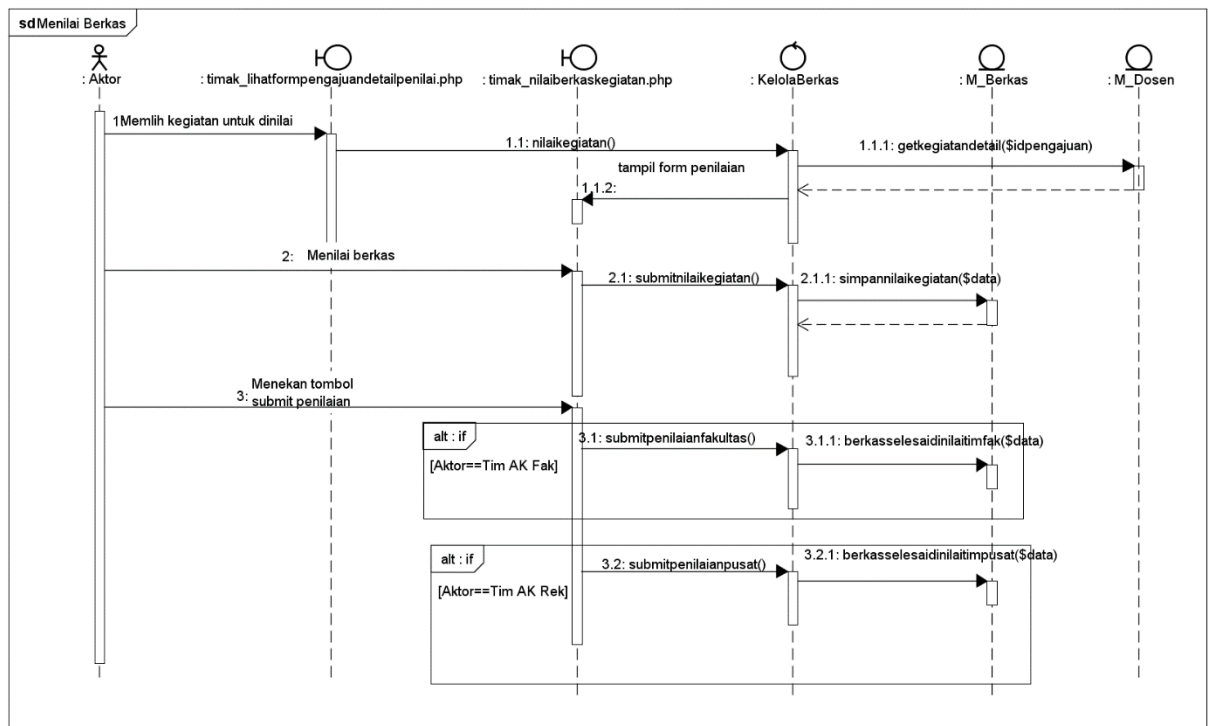 sd Menilai Berkas
: Aktor
: timak_lihatformpengajuandetailpenilai.php
: timak_nilaiberkaskegiatan.php
: KelolaBerkas
: M_Berkas
: M_Dosen
1Memlih kegiatan untuk dinilai
1.1: nilaikegiatan()
1.1.1: getkegiatandetail($idpengajuan)
tampil form penilaian
1.1.2:
2: Menilai berkas
2.1: submitnilaikegiatan()
2.1.1: simpannilaikegiatan($data)
Menekan tombol
3: submit penilaian
alt : if
3.1: submitpenilaianfakultas()
3.1.1: berkasselesaidinilaitimfak($data)
[Aktor==Tim AK Fak]
alt : if
3.2: submitpenilaianpusat()
3.2.1: berkasselesaidinilaitimpusat($data)
[Aktor==Tim AK Rek]